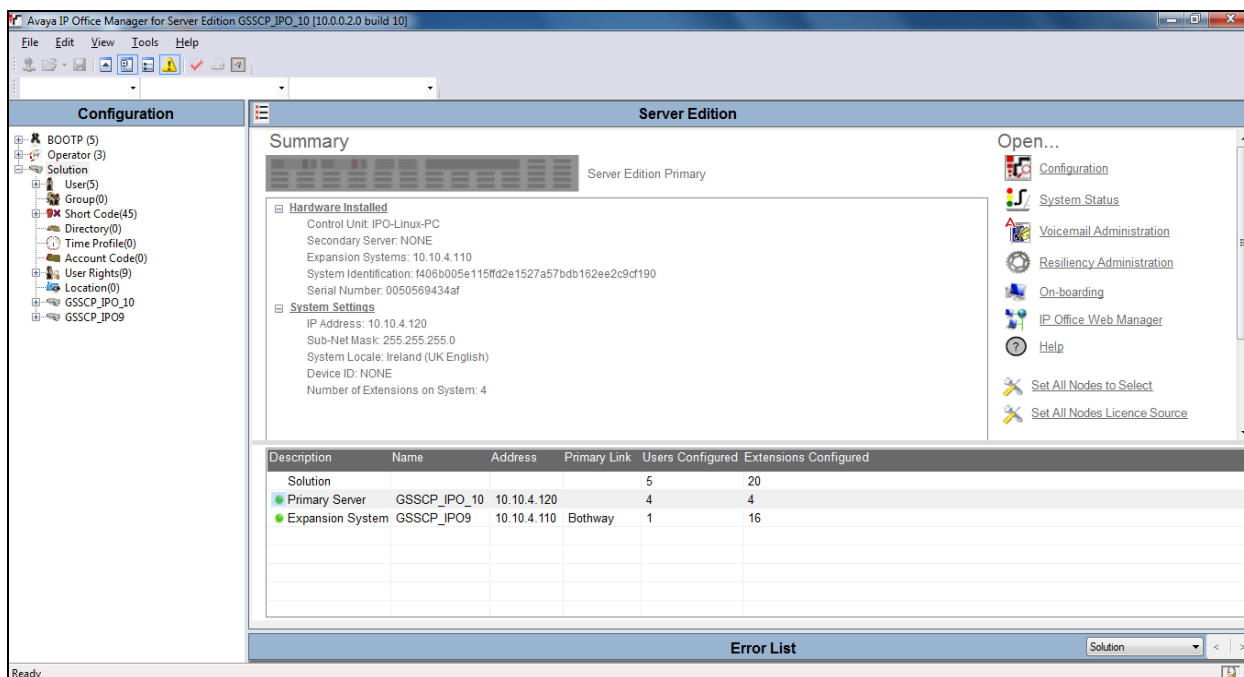 Avaya IP Office Manager for Server Edition GSSCP_IPO_10 [10.0.0.2.0 build 10]
File Edit View Tools Help
Configuration
BOOTP (5)
Operator (3)
Solution
User(5)
Group(0)
Short Code(45)
Directory(0)
Time Profile(0)
Account Code(0)
User Rights(9)
Location(0)
GSSCP_IPO_10
GSSCP_IPO9
Server Edition
Summary
Server Edition Primary
Hardware Installed
Control Unit: IPO-Linux-PC
Secondary Server: NONE
Expansion Systems: 10.10.4.110
System Identification: f406b005e115ffd2e1527a57bdb162ee2c9cf190
Serial Number: 0050569434af
System Settings
IP Address: 10.10.4.120
Sub-Net Mask: 255.255.255.0
System Locale: Ireland (UK English)
Device ID: NONE
Number of Extensions on System: 4
Open...
Configuration
System Status
Voicemail Administration
Resiliency Administration
On-boarding
IP Office Web Manager
Help
Set All Nodes to Select
Set All Nodes Licence Source
Description Name Address Primary Link Users Configured Extensions Configured
Solution 5 20
Primary Server GSSCP_IPO_10 10.10.4.120 4 4
Expansion System GSSCP_IPO9 10.10.4.110 Bothway 1 16
Error List
Solution
Ready